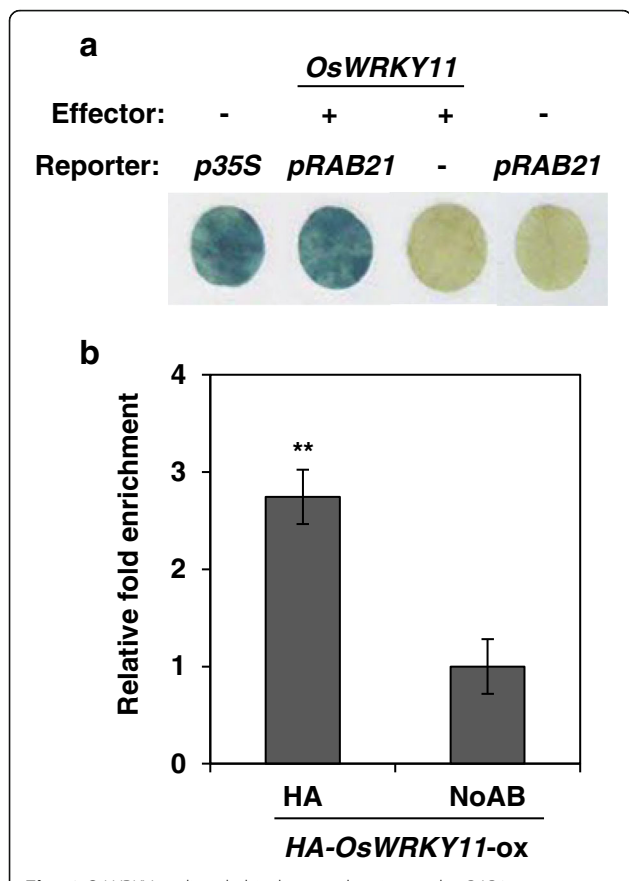 a
OsWRKY11
Effector: - + + -
Reporter: p35S pRAB21 - pRAB21
b
Relative fold enrichment
4
3
2
1
0
**
HA NoAB
HA-OsWRKY11-ox